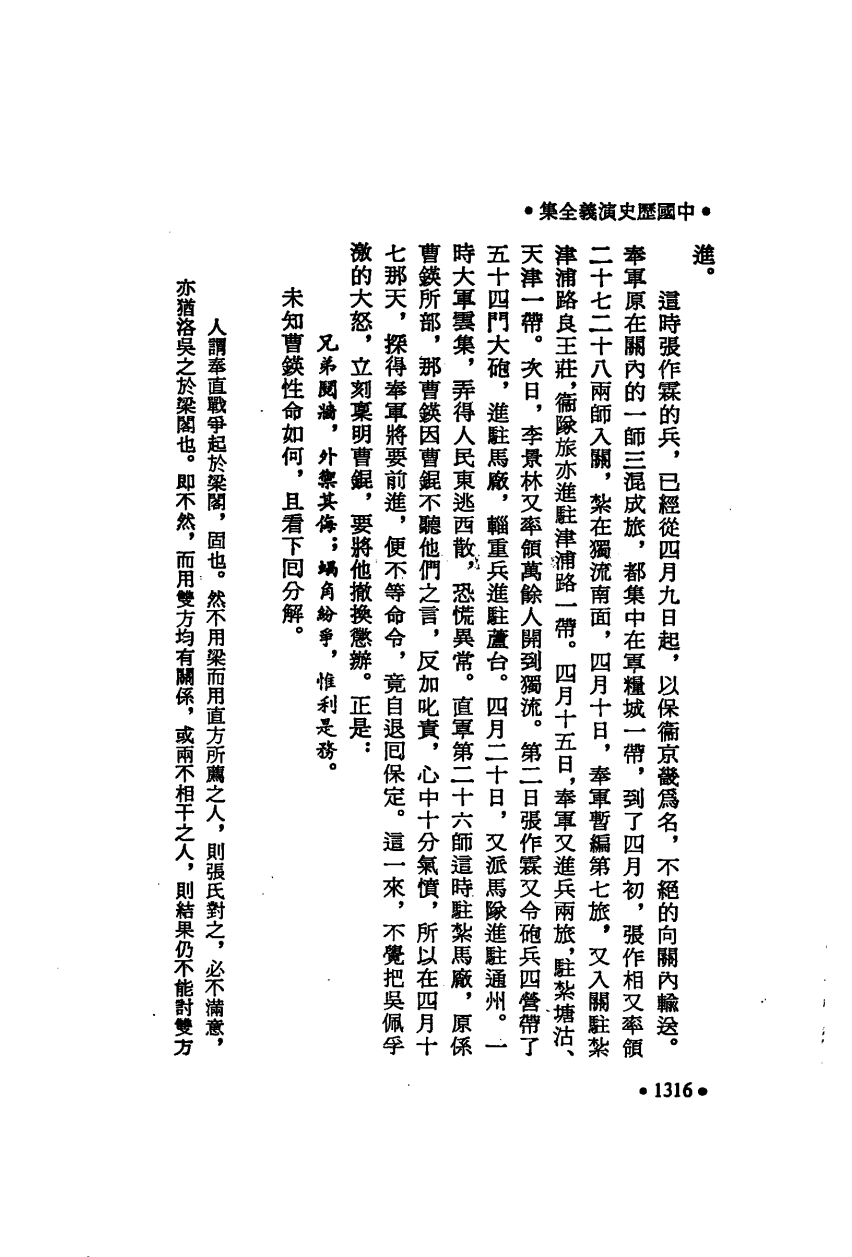 •中國歷史演義全集•
進。
這時張作霖的兵，已經從四月九日起，以保衞京畿爲名，不絕的向關內輸送。
奉軍原在關內的一師三混成旅，都集中在軍糧城一帶，到了四月初，張作相又率領
二十七二十八兩師入關，紮在獨流南面，四月十日，奉軍暫編第七旅，又入關駐紮
津浦路良王莊，衞隊旅亦進駐津浦路一帶。四月十五日，奉軍又進兵兩旅，駐紮塘沽、
天津一帶。次日，李景林又率領萬餘人開到獨流。第二日張作霖又令砲兵四營帶了
五十四門大砲，進駐馬廠，輜重兵進駐蘆台。四月二十日，又派馬隊進駐通州。一
時大軍雲集，弄得人民東逃西散，恐慌異常。直軍第二十六師這時駐紮馬廠，原係
曹鍈所部，那曹鍈因曹錕不聽他們之言，反加叱責，心中十分氣憤，所以在四月十
七那天，探得奉軍將要前進，便不等命令，竟自退回保定。這一來，不覺把吳佩孚
激的大怒，立刻稟明曹錕，要將他撤換懲辦。正是：
兄弟鬩牆，外禦其侮；蝸角紛爭，惟利是務。
未知曹鍈性命如何，且看下回分解。
人謂奉直戰爭起於梁閣，固也。然不用梁而用直方所薦之人，則張氏對之，必不滿意，
亦猶洛吳之於梁閣也。即不然，而用雙方均有關係，或兩不相干之人，則結果仍不能討雙方
•1316•